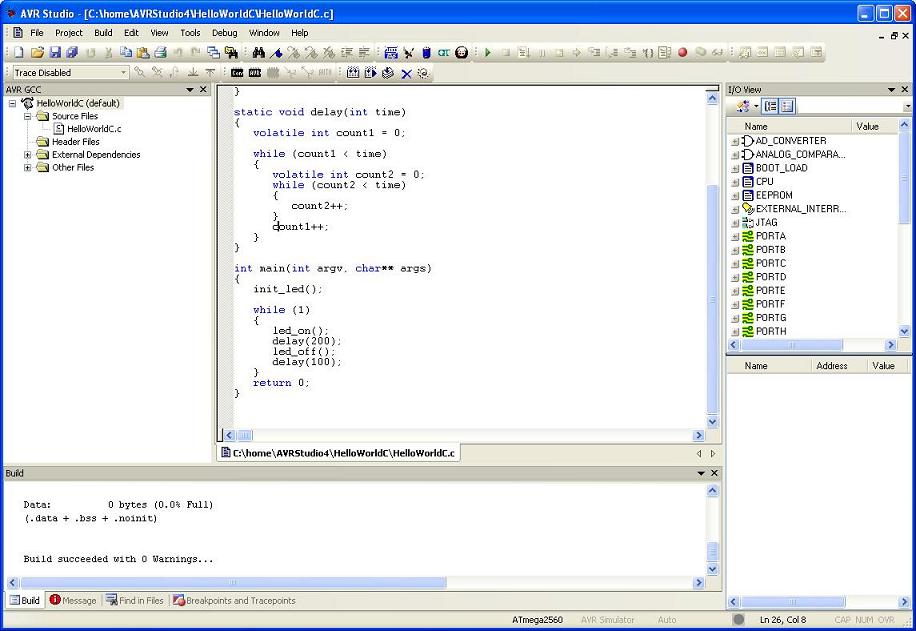 AVR Studio - [C:\home\AVRStudio4\HelloWorldC\HelloWorldC.c]
File Project Build Edit View Tools Debug Window Help
Trace Disabled
AVR GCC
HelloWorldC (default)
Source Files
HelloWorldC.c
Header Files
External Dependencies
Other Files
}
static void delay(int time)
{
volatile int count1 = 0;
while (count1 < time)
{
volatile int count2 = 0;
while (count2 < time)
{
count2++;
}
count1++;
}
}
int main(int argv, char** args)
{
init_led();
while (1)
{
led_on();
delay(200);
led_off();
delay(100);
}
return 0;
}
C:\home\AVRStudio4\HelloWorldC\HelloWorldC.c
I/O View
Name Value
AD_CONVERTER
ANALOG_COMPARA...
BOOT_LOAD
CPU
EEPROM
EXTERNAL_INTERR...
JTAG
PORTA
PORTB
PORTC
PORTD
PORTE
PORTF
PORTG
PORTH
Name Address Value
Build
Data: 0 bytes (0.0% Full)
(.data + .bss + .noinit)
Build succeeded with 0 Warnings...
Build Message Find in Files Breakpoints and Tracepoints
ATmega2560 AVR Simulator Auto Ln 26, Col 8 CAP NUM OVR